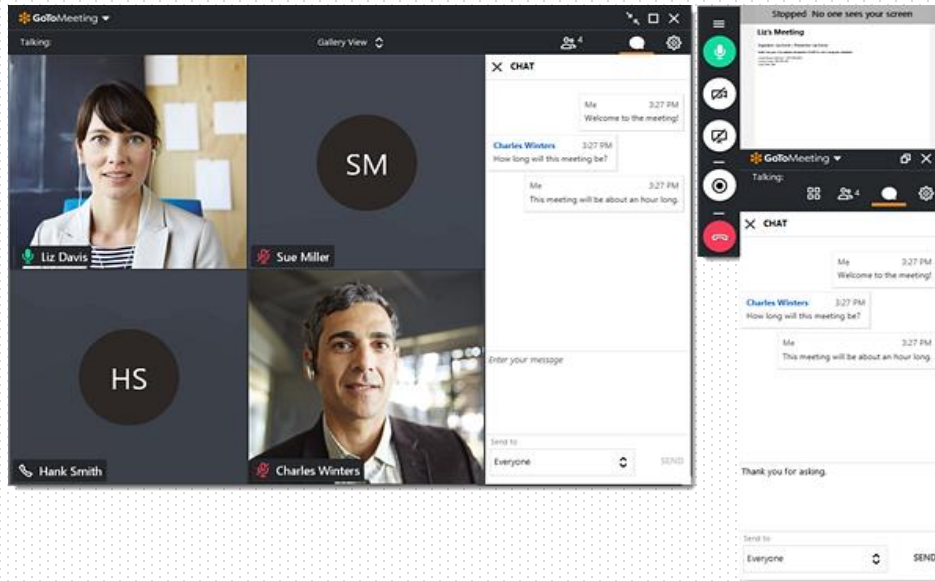 GoToMeeting
Talking:
Gallery View
4
CHAT
Me 3:27 PM
Welcome to the meeting!
Charles Winters 3:27 PM
How long will this meeting be?
Me 3:27 PM
This meeting will be about an hour long.
Enter your message
Send to
Everyone
SEND
Liz Davis
SM
Sue Miller
HS
Hank Smith
Charles Winters
Stopped No one sees your screen
Liz's Meeting
GoToMeeting
Talking:
4
CHAT
Me 3:27 PM
Welcome to the meeting!
Charles Winters 3:27 PM
How long will this meeting be?
Me 3:27 PM
This meeting will be about an hour long.
Thank you for asking.
Send to
Everyone
SEND